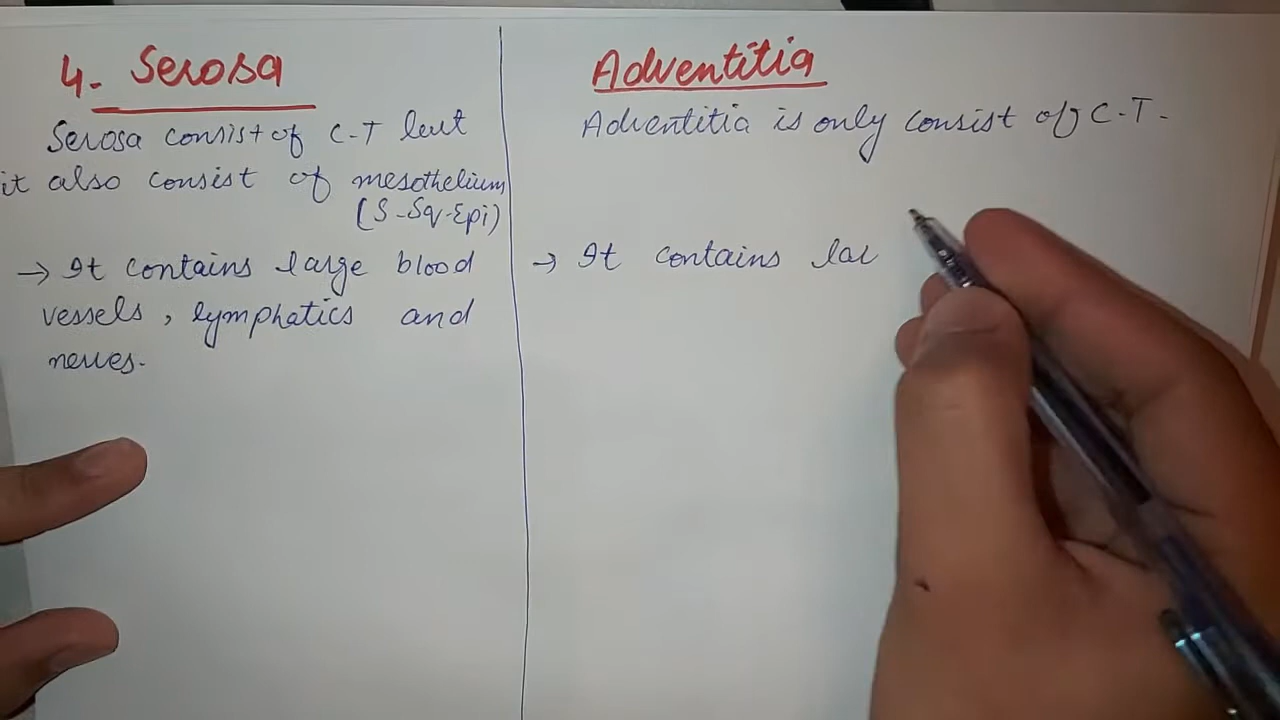 4. Serosa
Serosa consist of C-T but
it also consist of mesothelium
(S-Sq-Epi)
→ It contains large blood
vessels, lymphatics and
nerves.
Adventitia
Adventitia is only consist of C.T.
→ It contains lar